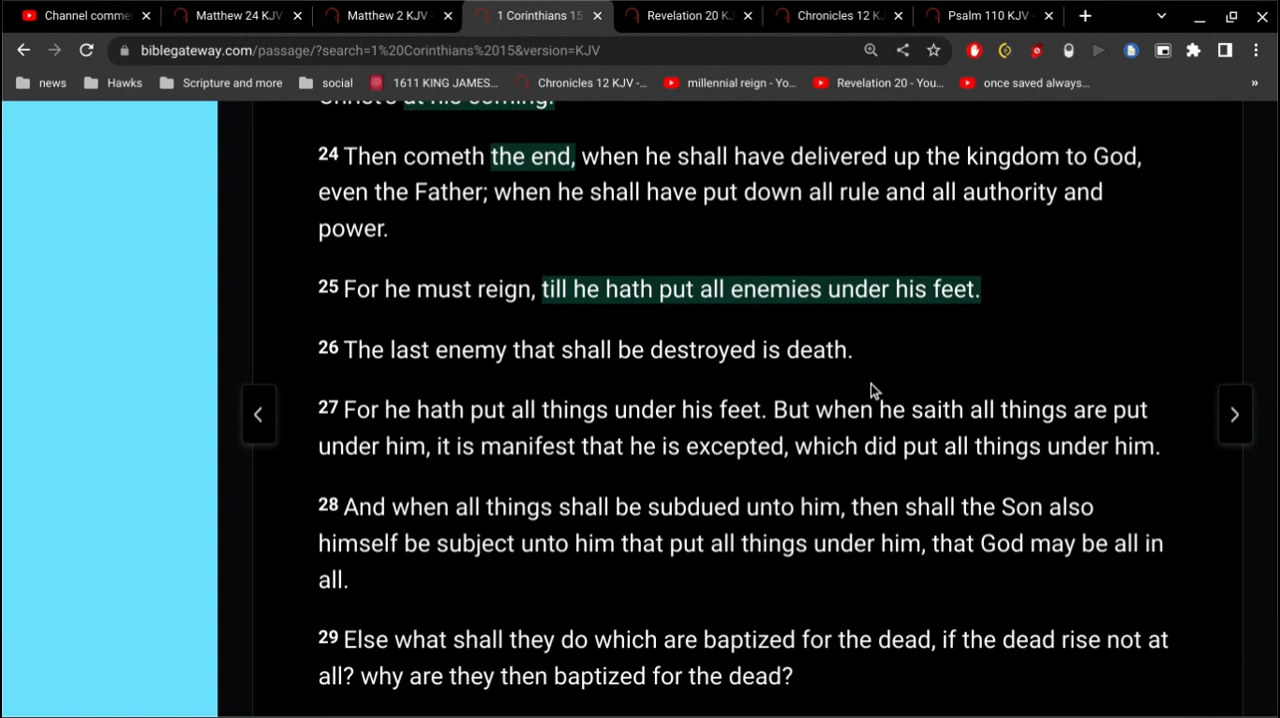 Channel comme
Matthew 24 KJV
Matthew 2 KJV -
1 Corinthians 15
Revelation 20 K
Chronicles 12 K
Psalm 110 KJV
biblegateway.com/passage/?search=1%20Corinthians%2015&version=KJV
news
Hawks
Scripture and more
social
1611 KING JAMES...
Chronicles 12 KJV -...
millennial reign - Yo...
Revelation 20 - You...
once saved always...
»
Christ's at his coming.
24 Then cometh the end, when he shall have delivered up the kingdom to God,
even the Father; when he shall have put down all rule and all authority and
power.
25 For he must reign, till he hath put all enemies under his feet.
26 The last enemy that shall be destroyed is death.
27 For he hath put all things under his feet. But when he saith all things are put
under him, it is manifest that he is excepted, which did put all things under him.
28 And when all things shall be subdued unto him, then shall the Son also
himself be subject unto him that put all things under him, that God may be all in
all.
29 Else what shall they do which are baptized for the dead, if the dead rise not at
all? why are they then baptized for the dead?